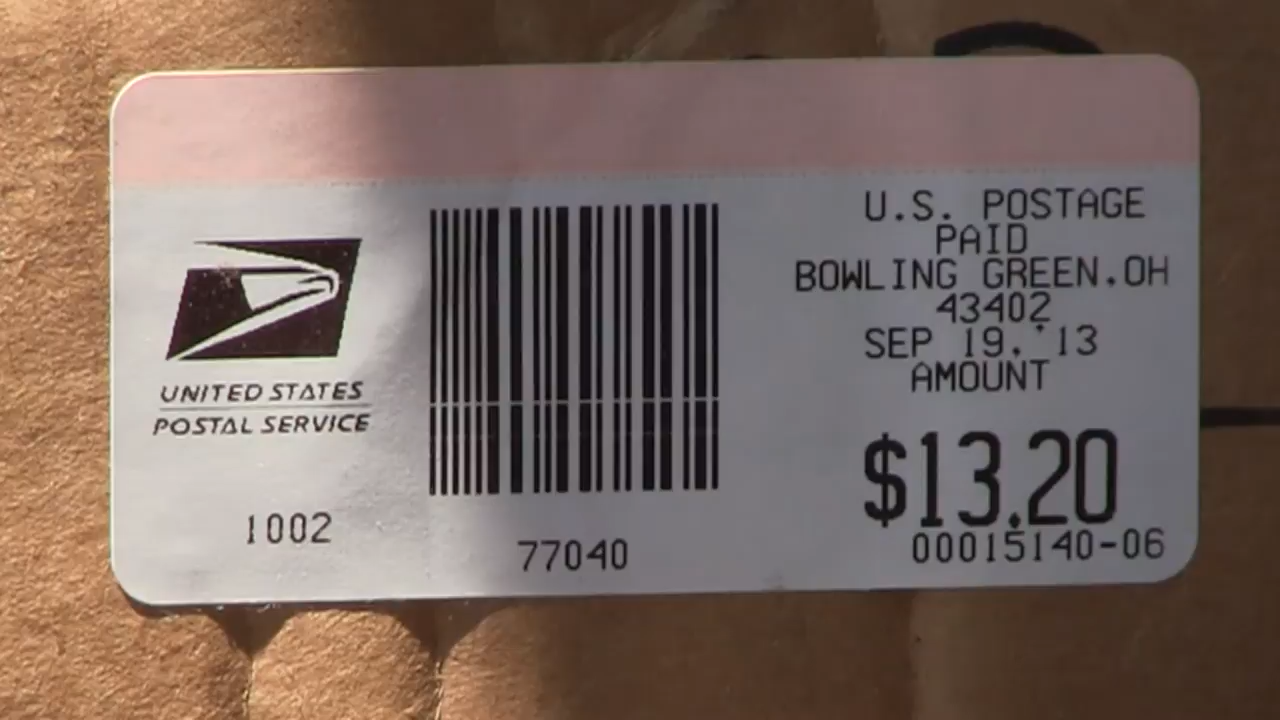 UNITED STATES
POSTAL SERVICE
1002
77040
U.S. POSTAGE
PAID
BOWLING GREEN.OH
43402
SEP 19, '13
AMOUNT
$13.20
00015140-06